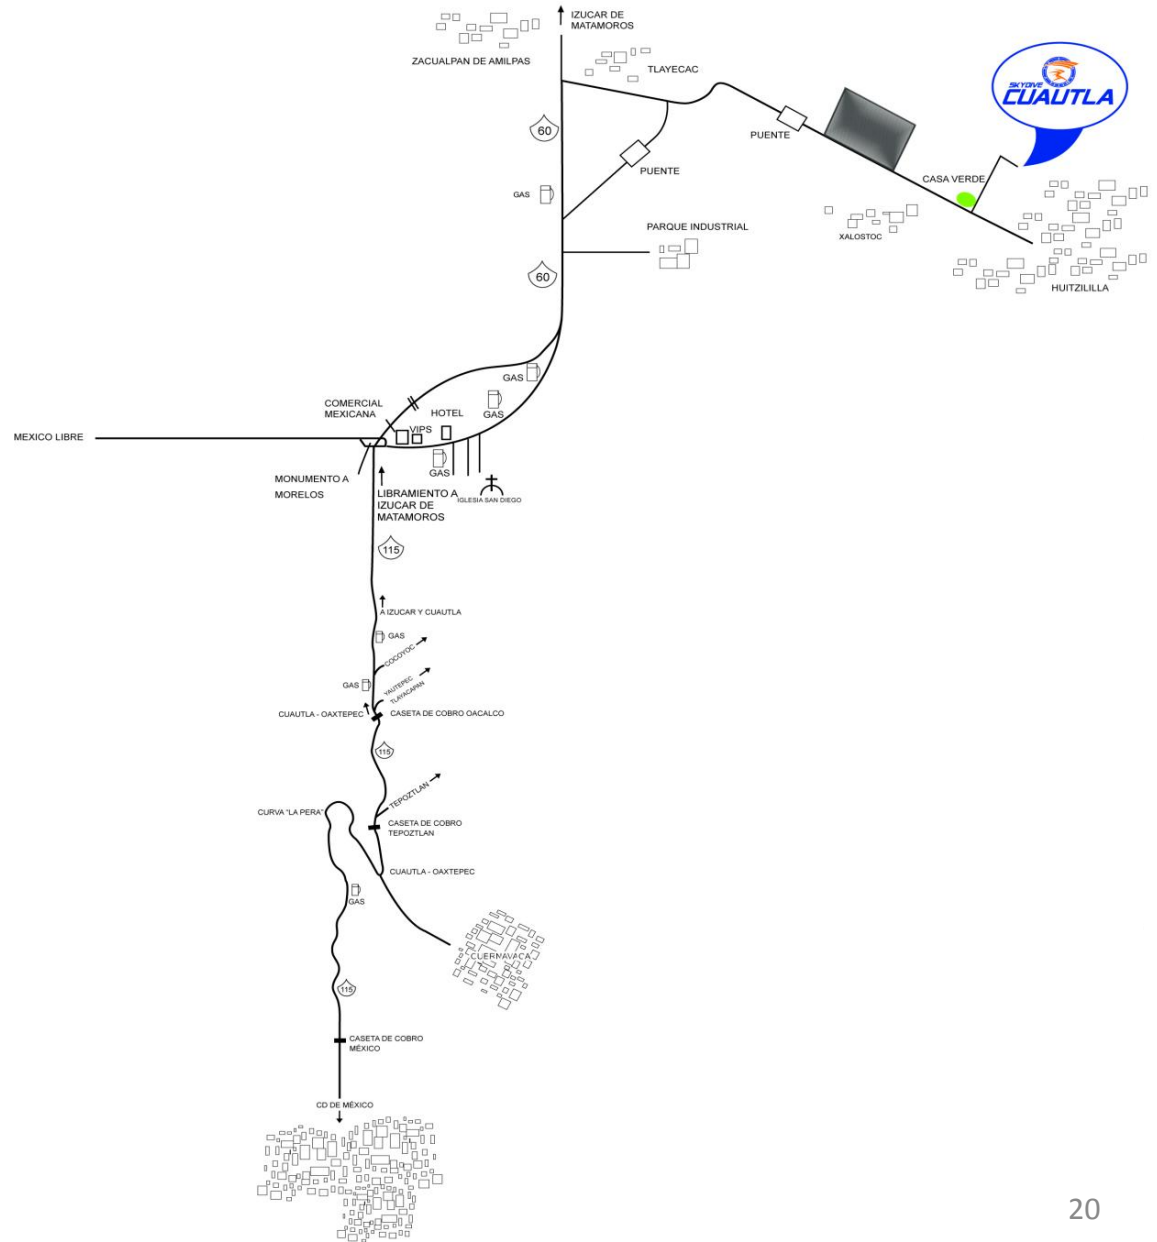 IZUCAR DE
MATAMOROS
ZACUALPAN DE AMILPAS
TLAYECAC
SKYDIVE
CUAUTLA
60
PUENTE
PUENTE
CASA VERDE
GAS
XALOSTOC
PARQUE INDUSTRIAL
60
HUITZILILLA
GAS
COMERCIAL
MEXICANA
HOTEL
GAS
VIPS
MEXICO LIBRE
GAS
MONUMENTO A
MORELOS
LIBRAMIENTO A
IZUCAR DE
MATAMOROS
IGLESIA SAN DIEGO
115
A IZUCAR Y CUAUTLA
GAS
COCOYOC
GAS
YAUTEPEC
TLAYACAPAN
CUAUTLA - OAXTEPEC
CASETA DE COBRO OACALCO
115
TEPOZTLAN
CURVA "LA PERA"
CASETA DE COBRO
TEPOZTLAN
CUAUTLA - OAXTEPEC
GAS
CUERNAVACA
115
CASETA DE COBRO
MÉXICO
CD DE MÉXICO
20